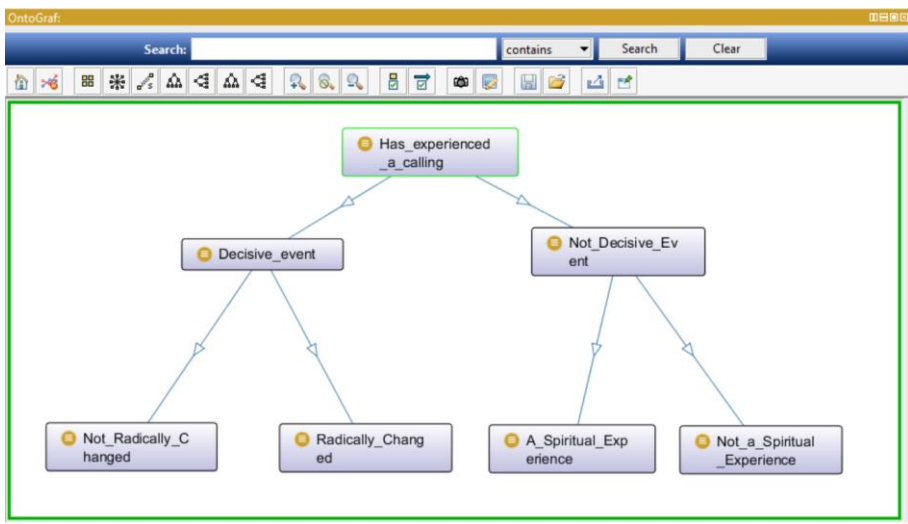 OntoGraf:
Search:
contains
Search
Clear
Has_experienced
_a_calling
Decisive_event
Not_Decisive_Ev
ent
Not_Radically_C
hanged
Radically_Chang
ed
A_Spiritual_Exp
erience
Not_a_Spiritual
_Experience